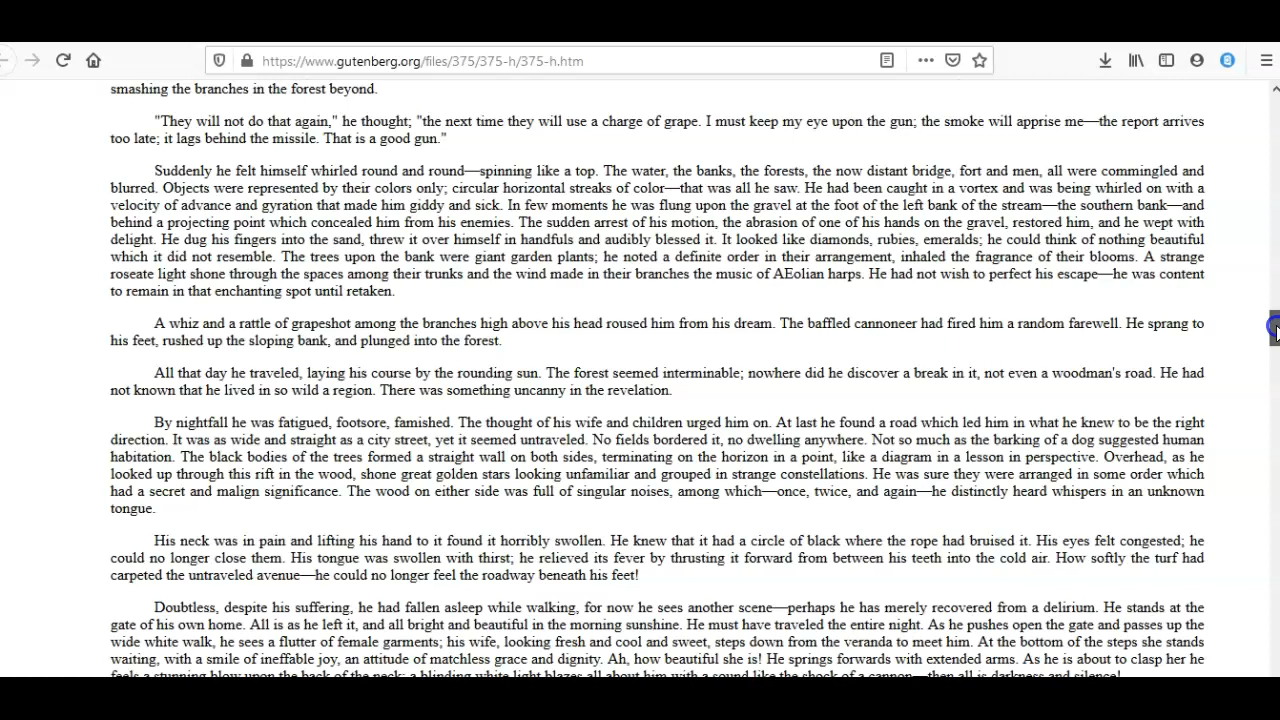 https://www.gutenberg.org/files/375/375-h/375-h.htm
smashing the branches in the forest beyond.
"They will not do that again," he thought; "the next time they will use a charge of grape. I must keep my eye upon the gun; the smoke will apprise me—the report arrives
too late; it lags behind the missile. That is a good gun."
Suddenly he felt himself whirled round and round—spinning like a top. The water, the banks, the forests, the now distant bridge, fort and men, all were commingled and
blurred. Objects were represented by their colors only; circular horizontal streaks of color—that was all he saw. He had been caught in a vortex and was being whirled on with a
velocity of advance and gyration that made him giddy and sick. In few moments he was flung upon the gravel at the foot of the left bank of the stream—the southern bank—and
behind a projecting point which concealed him from his enemies. The sudden arrest of his motion, the abrasion of one of his hands on the gravel, restored him, and he wept with
delight. He dug his fingers into the sand, threw it over himself in handfuls and audibly blessed it. It looked like diamonds, rubies, emeralds; he could think of nothing beautiful
which it did not resemble. The trees upon the bank were giant garden plants; he noted a definite order in their arrangement, inhaled the fragrance of their blooms. A strange
roseate light shone through the spaces among their trunks and the wind made in their branches the music of AEolian harps. He had not wish to perfect his escape—he was content
to remain in that enchanting spot until retaken.
A whiz and a rattle of grapeshot among the branches high above his head roused him from his dream. The baffled cannoneer had fired him a random farewell. He sprang to
his feet, rushed up the sloping bank, and plunged into the forest.
All that day he traveled, laying his course by the rounding sun. The forest seemed interminable; nowhere did he discover a break in it, not even a woodman's road. He had
not known that he lived in so wild a region. There was something uncanny in the revelation.
By nightfall he was fatigued, footsore, famished. The thought of his wife and children urged him on. At last he found a road which led him in what he knew to be the right
direction. It was as wide and straight as a city street, yet it seemed untraveled. No fields bordered it, no dwelling anywhere. Not so much as the barking of a dog suggested human
habitation. The black bodies of the trees formed a straight wall on both sides, terminating on the horizon in a point, like a diagram in a lesson in perspective. Overhead, as he
looked up through this rift in the wood, shone great golden stars looking unfamiliar and grouped in strange constellations. He was sure they were arranged in some order which
had a secret and malign significance. The wood on either side was full of singular noises, among which—once, twice, and again—he distinctly heard whispers in an unknown
tongue.
His neck was in pain and lifting his hand to it found it horribly swollen. He knew that it had a circle of black where the rope had bruised it. His eyes felt congested; he
could no longer close them. His tongue was swollen with thirst; he relieved its fever by thrusting it forward from between his teeth into the cold air. How softly the turf had
carpeted the untraveled avenue—he could no longer feel the roadway beneath his feet!
Doubtless, despite his suffering, he had fallen asleep while walking, for now he sees another scene—perhaps he has merely recovered from a delirium. He stands at the
gate of his own home. All is as he left it, and all bright and beautiful in the morning sunshine. He must have traveled the entire night. As he pushes open the gate and passes up the
wide white walk, he sees a flutter of female garments; his wife, looking fresh and cool and sweet, steps down from the veranda to meet him. At the bottom of the steps she stands
waiting, with a smile of ineffable joy, an attitude of matchless grace and dignity. Ah, how beautiful she is! He springs forwards with extended arms. As he is about to clasp her he
feels a stunning blow upon the back of the neck; a blinding white light blazes all about him with a sound like the shock of a cannon—then all is darkness and silence!